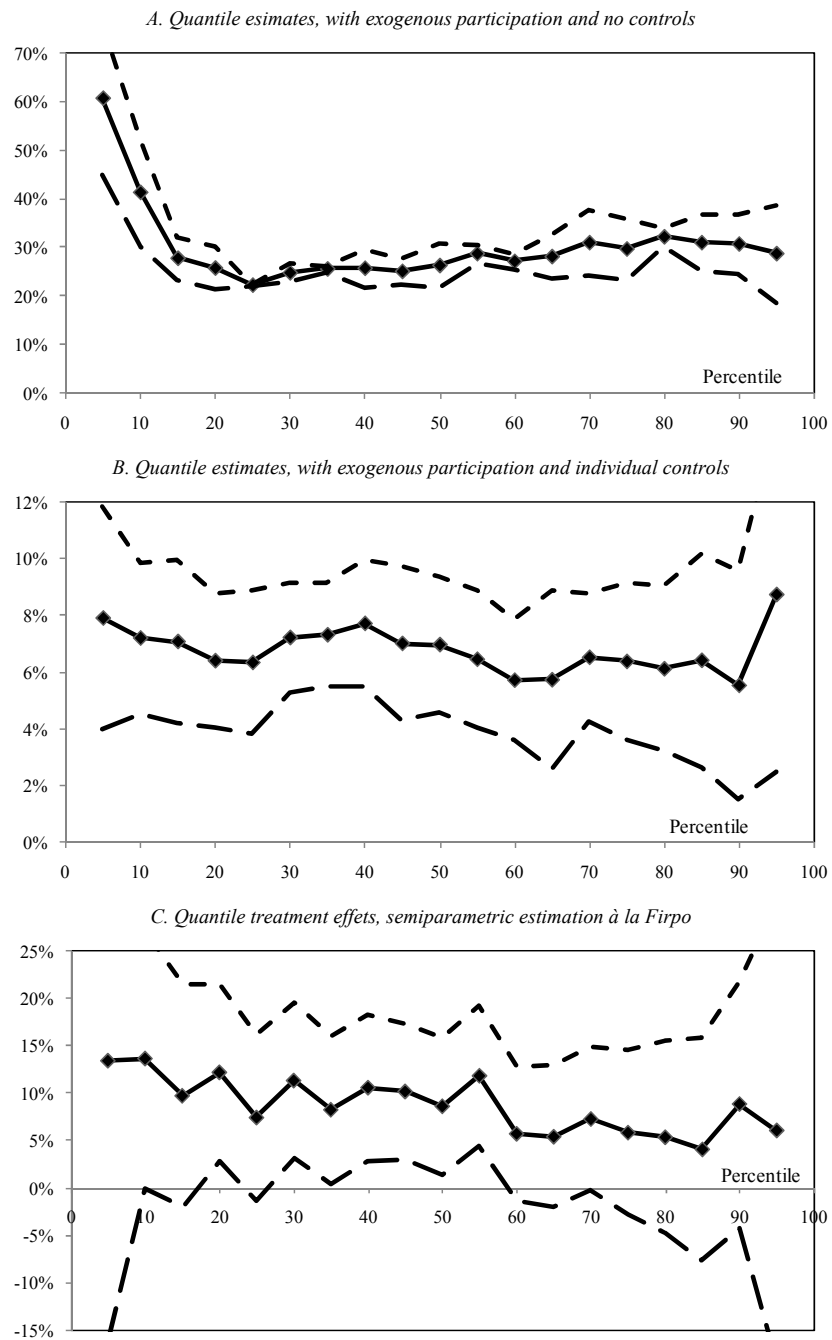 A. Quantile esimates, with exogenous participation and no controls
70%
60%
50%
40%
30%
20%
10%
0%
Percentile
0 10 20 30 40 50 60 70 80 90 100
B. Quantile estimates, with exogenous participation and individual controls
12%
10%
8%
6%
4%
2%
0%
Percentile
0 10 20 30 40 50 60 70 80 90 100
C. Quantile treatment effets, semiparametric estimation à la Firpo
25%
20%
15%
10%
5%
Percentile
0%
0 10 20 30 40 50 60 70 80 90 100
-5%
-10%
-15%